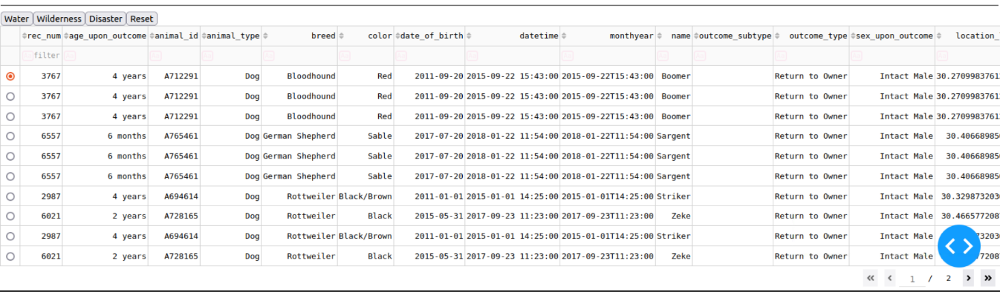 Water Wilderness Disaster Reset
rec_num age_upon_outcome animal_id animal_type breed color date_of_birth datetime monthyear name outcome_subtype outcome_type sex_upon_outcome location_
Aa filter Aa Aa Aa Aa Aa Aa Aa Aa Aa Aa Aa
3767 4 years A712291 Dog Bloodhound Red 2011-09-20 2015-09-22 15:43:00 2015-09-22T15:43:00 Boomer Return to Owner Intact Male 30.2709983761
3767 4 years A712291 Dog Bloodhound Red 2011-09-20 2015-09-22 15:43:00 2015-09-22T15:43:00 Boomer Return to Owner Intact Male 30.2709983761
3767 4 years A712291 Dog Bloodhound Red 2011-09-20 2015-09-22 15:43:00 2015-09-22T15:43:00 Boomer Return to Owner Intact Male 30.2709983761
6557 6 months A765461 Dog German Shepherd Sable 2017-07-20 2018-01-22 11:54:00 2018-01-22T11:54:00 Sargent Return to Owner Intact Male 30.40668985
6557 6 months A765461 Dog German Shepherd Sable 2017-07-20 2018-01-22 11:54:00 2018-01-22T11:54:00 Sargent Return to Owner Intact Male 30.40668985
6557 6 months A765461 Dog German Shepherd Sable 2017-07-20 2018-01-22 11:54:00 2018-01-22T11:54:00 Sargent Return to Owner Intact Male 30.40668985
2987 4 years A694614 Dog Rottweiler Black/Brown 2011-01-01 2015-01-01 14:25:00 2015-01-01T14:25:00 Striker Return to Owner Intact Male 30.329873203
6021 2 years A728165 Dog Rottweiler Black 2015-05-31 2017-09-23 11:23:00 2017-09-23T11:23:00 Zeke Return to Owner Intact Male 30.466577208
2987 4 years A694614 Dog Rottweiler Black/Brown 2011-01-01 2015-01-01 14:25:00 2015-01-01T14:25:00 Striker Return to Owner Intact Male 73203
6021 2 years A728165 Dog Rottweiler Black 2015-05-31 2017-09-23 11:23:00 2017-09-23T11:23:00 Zeke Return to Owner Intact Male 77208
1 / 2